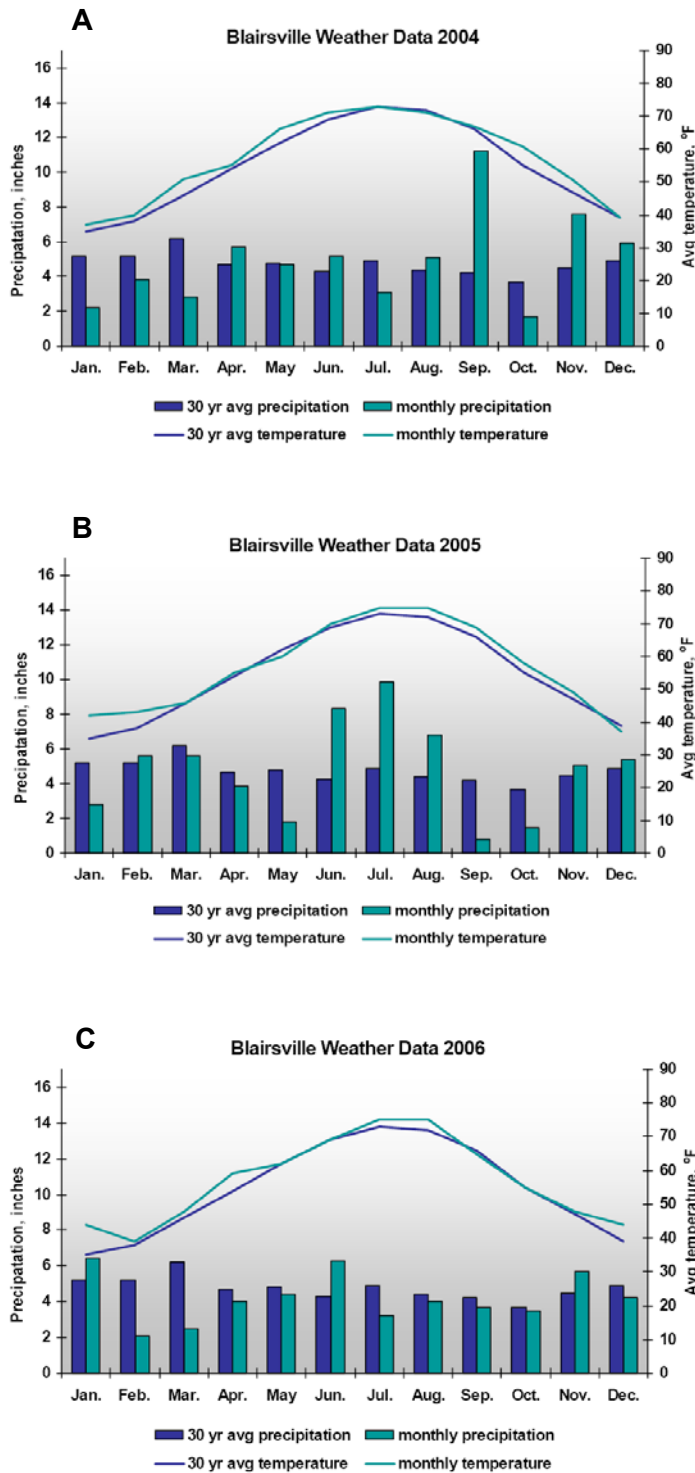 A
Blairsville Weather Data 2004
Precipatation, inches
16
14
12
10
8
6
4
2
0
90
80
70
60
50
40
30
20
10
0
Avg temperature, ºF
Jan. Feb. Mar. Apr. May Jun. Jul. Aug. Sep. Oct. Nov. Dec.
30 yr avg precipitation monthly precipitation
30 yr avg temperature monthly temperature
B
Blairsville Weather Data 2005
Precipatation, inches
16
14
12
10
8
6
4
2
0
90
80
70
60
50
40
30
20
10
0
Avg temperature, ºF
Jan. Feb. Mar. Apr. May Jun. Jul. Aug. Sep. Oct. Nov. Dec.
30 yr avg precipitation monthly precipitation
30 yr avg temperature monthly temperature
C
Blairsville Weather Data 2006
Precipatation, inches
16
14
12
10
8
6
4
2
0
90
80
70
60
50
40
30
20
10
0
Avg temperature, ºF
Jan. Feb. Mar. Apr. May Jun. Jul. Aug. Sep. Oct. Nov. Dec.
30 yr avg precipitation monthly precipitation
30 yr avg temperature monthly temperature